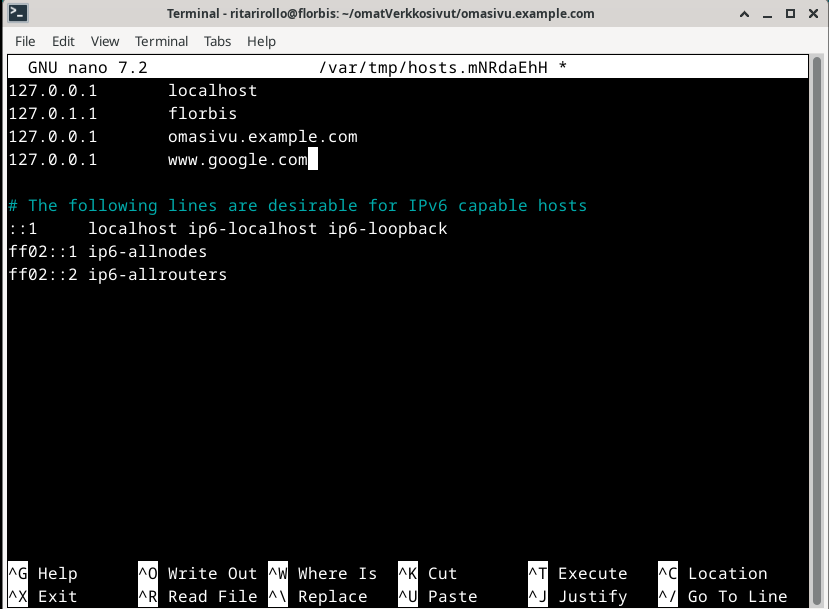 Terminal - ritarirollo@florbis: ~/omatVerkkosivut/omasivu.example.com
File Edit View Terminal Tabs Help
GNU nano 7.2 /var/tmp/hosts.mNRdaEhH *
127.0.0.1 localhost
127.0.1.1 florbis
127.0.0.1 omasivu.example.com
127.0.0.1 www.google.com
# The following lines are desirable for IPv6 capable hosts
::1 localhost ip6-localhost ip6-loopback
ff02::1 ip6-allnodes
ff02::2 ip6-allrouters
^G Help ^O Write Out ^W Where Is ^K Cut ^T Execute ^C Location
^X Exit ^R Read File ^\ Replace ^U Paste ^J Justify ^/ Go To Line